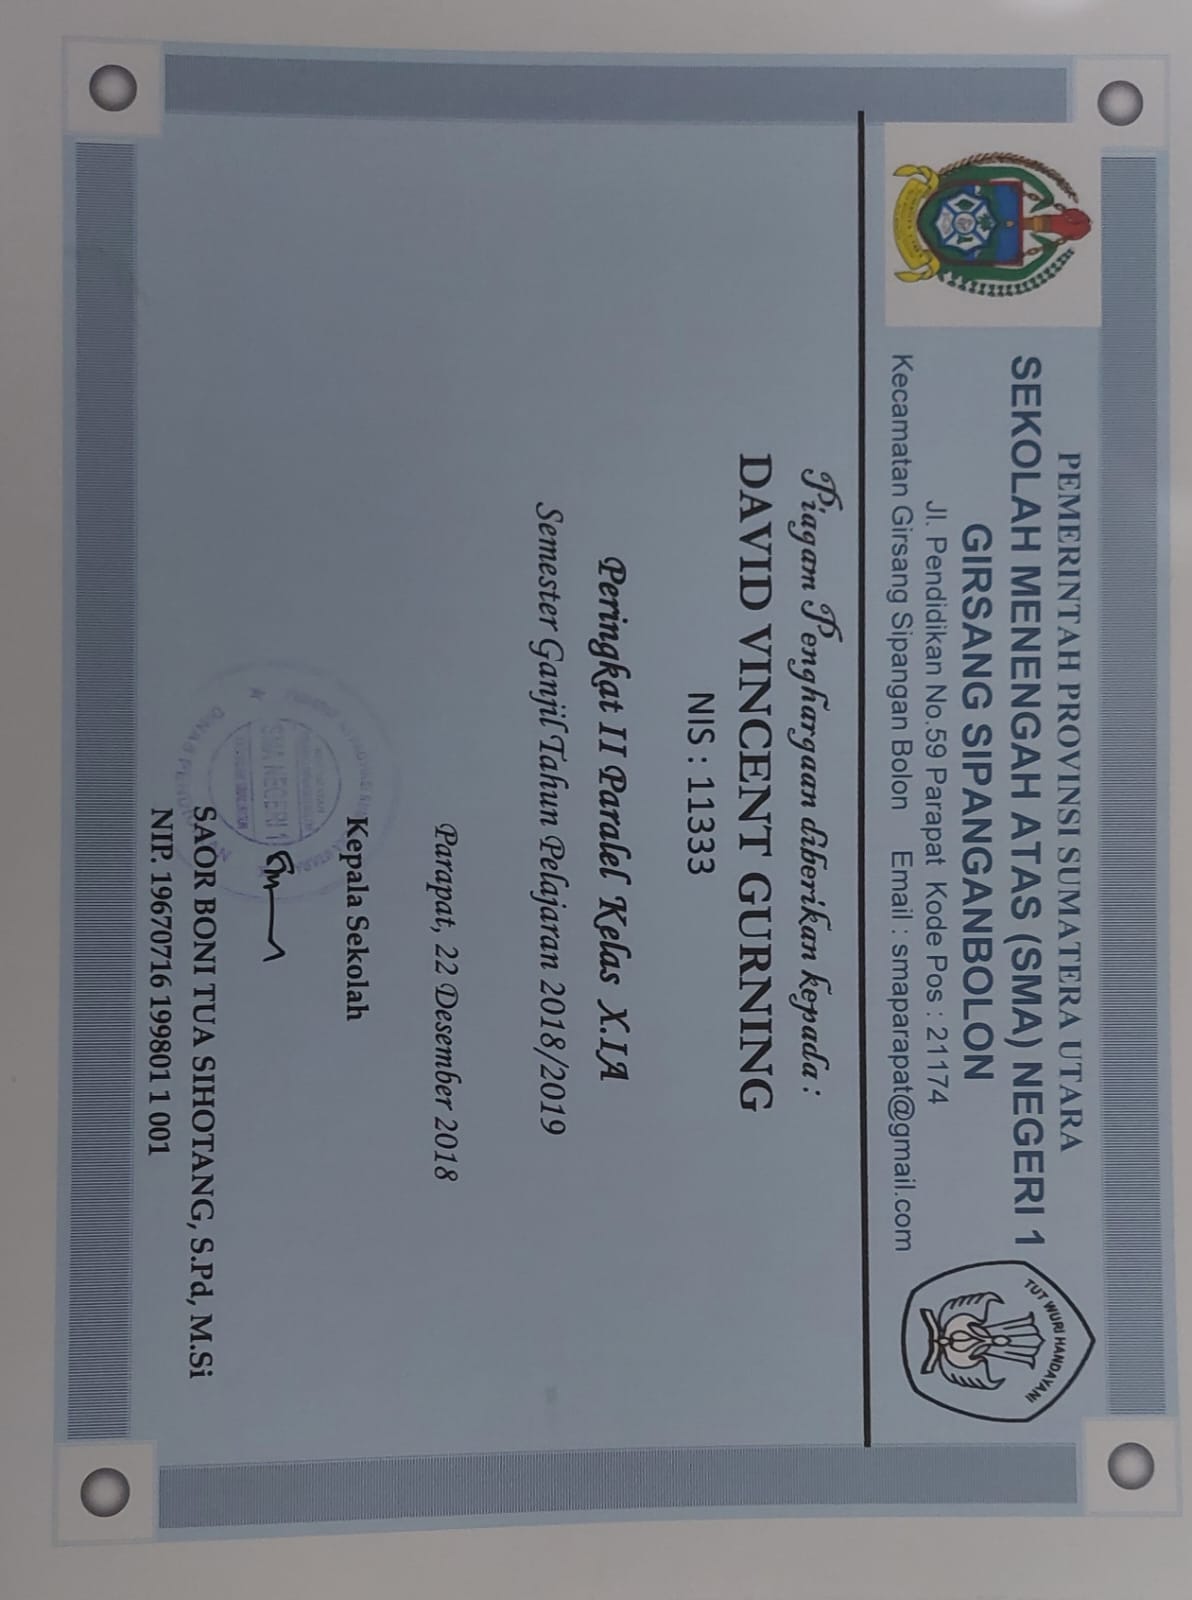 PEMERINTAH PROVINSI SUMATERA UTARA
SEKOLAH MENENGAH ATAS (SMA) NEGERI 1
GIRSANG SIPANGANBOLON
Jl. Pendidikan No.59 Parapat Kode Pos : 21174
Kecamatan Girsang Sipangan Bolon Email : smaparapat@gmail.com
TUT WURI HANDAYANI
Piagam Penghargaan diberikan kepada :
DAVID VINCENT GURNING
NIS : 11333
Peringkat II Paralel Kelas X.IA
Semester Ganjil Tahun Pelajaran 2018/2019
Parapat, 22 Desember 2018
Kepala Sekolah
SMA NEGERI 1
SAOR BONI TUA SIHOTANG, S.Pd, M.Si
NIP. 19670716 199801 1 001